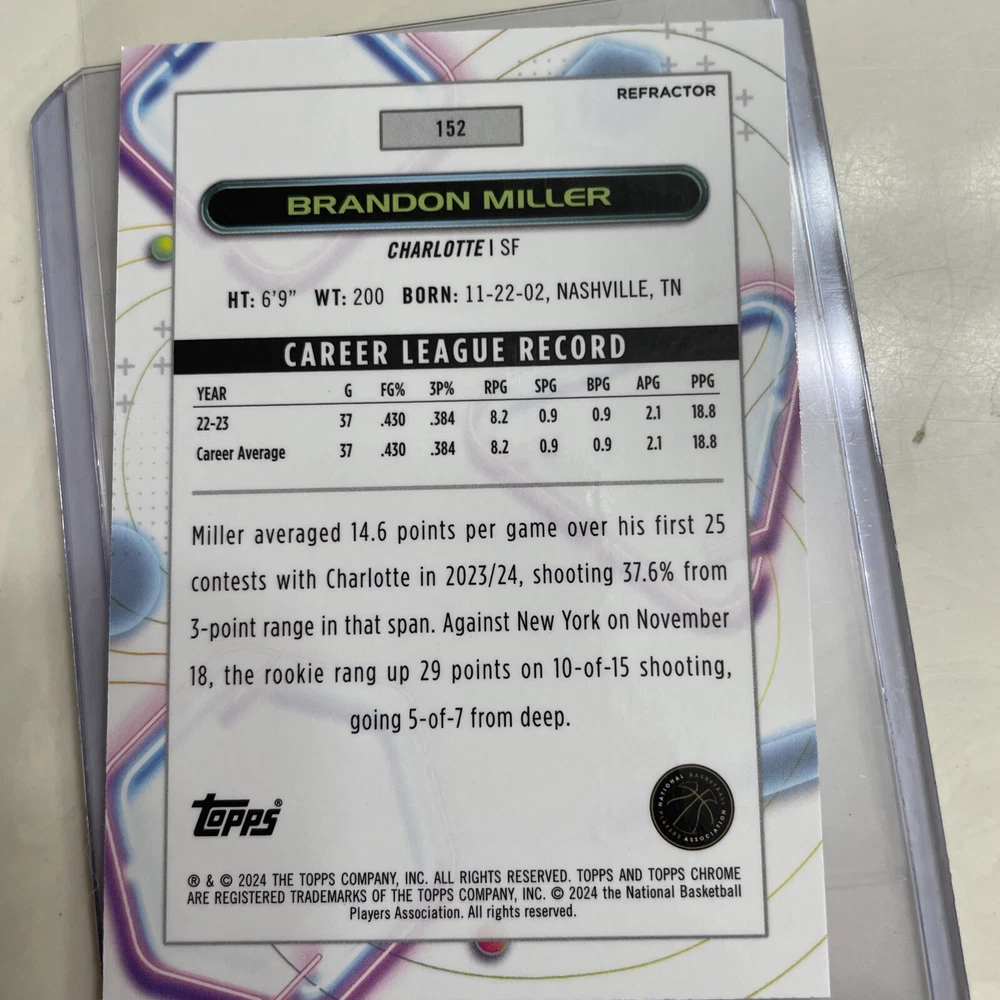 REFRACTOR
152
BRANDON MILLER
CHARLOTTE | SF
HT: 6'9" WT: 200 BORN: 11-22-02, NASHVILLE, TN
CAREER LEAGUE RECORD
YEAR G FG% 3P% RPG SPG BPG APG PPG
22-23 37 .430 .384 8.2 0.9 0.9 2.1 18.8
Career Average 37 .430 .384 8.2 0.9 0.9 2.1 18.8
Miller averaged 14.6 points per game over his first 25
contests with Charlotte in 2023/24, shooting 37.6% from
3-point range in that span. Against New York on November
18, the rookie rang up 29 points on 10-of-15 shooting,
going 5-of-7 from deep.
Topps®
NATIONAL BASKETBALL PLAYERS ASSOCIATION
® & © 2024 THE TOPPS COMPANY, INC. ALL RIGHTS RESERVED. TOPPS AND TOPPS CHROME
ARE REGISTERED TRADEMARKS OF THE TOPPS COMPANY, INC. © 2024 the National Basketball
Players Association. All rights reserved.